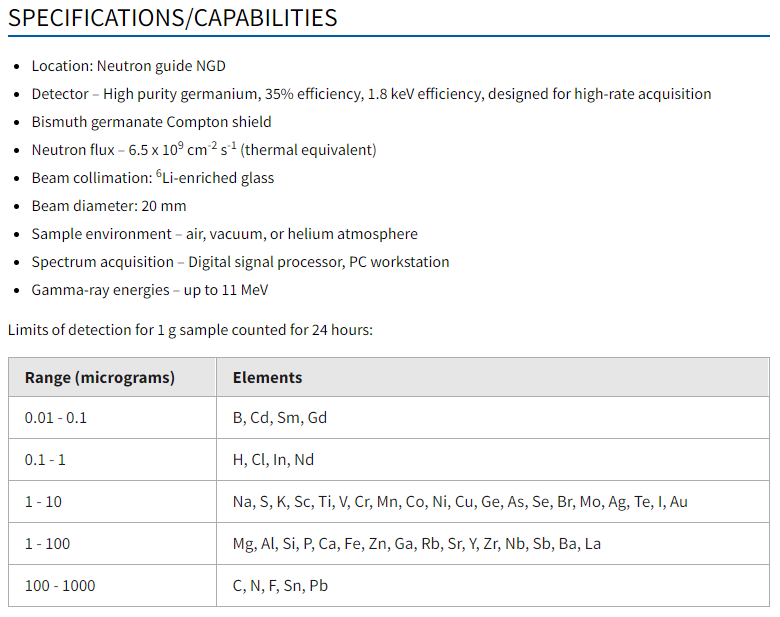 SPECIFICATIONS/CAPABILITIES
• Location: Neutron guide NGD
• Detector – High purity germanium, 35% efficiency, 1.8 keV efficiency, designed for high-rate acquisition
• Bismuth germanate Compton shield
• Neutron flux – 6.5 x 10⁹ cm⁻² s⁻¹ (thermal equivalent)
• Beam collimation: ⁶Li-enriched glass
• Beam diameter: 20 mm
• Sample environment – air, vacuum, or helium atmosphere
• Spectrum acquisition – Digital signal processor, PC workstation
• Gamma-ray energies – up to 11 MeV
Limits of detection for 1 g sample counted for 24 hours:
Range (micrograms) Elements
0.01 - 0.1 B, Cd, Sm, Gd
0.1 - 1 H, Cl, In, Nd
1 - 10 Na, S, K, Sc, Ti, V, Cr, Mn, Co, Ni, Cu, Ge, As, Se, Br, Mo, Ag, Te, I, Au
1 - 100 Mg, Al, Si, P, Ca, Fe, Zn, Ga, Rb, Sr, Y, Zr, Nb, Sb, Ba, La
100 - 1000 C, N, F, Sn, Pb